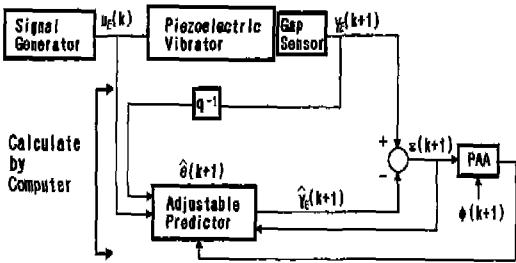 Signal
Generator
u_E(k)
Piezoelectric
Vibrator
Gap
Sensor
y_E(k+1)
q⁻¹
Calculate
by
Computer
θ̂(k+1)
Adjustable
Predictor
ŷ_E(k+1)
+
-
ε(k+1)
PAA
φ(k+1)